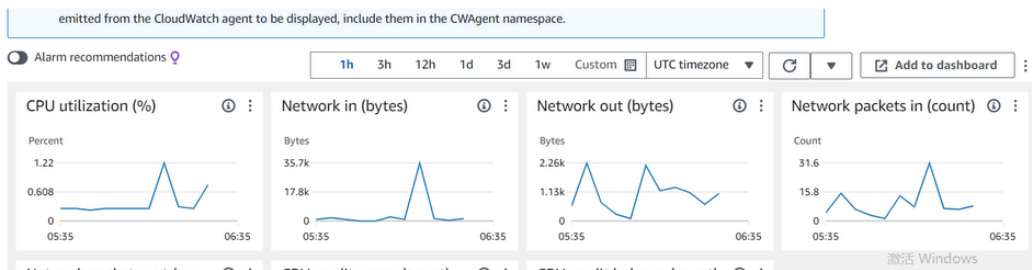 emitted from the CloudWatch agent to be displayed, include them in the CWAgent namespace.
Alarm recommendations
1h 3h 12h 1d 3d 1w Custom UTC timezone Add to dashboard
CPU utilization (%)
Percent
1.22
0.608
0
05:35 06:35
Network in (bytes)
Bytes
35.7k
17.8k
0
05:35 06:35
Network out (bytes)
Bytes
2.26k
1.13k
0
05:35 06:35
Network packets in (count)
Count
31.6
15.8
0
05:35 06:35
激活 Windows